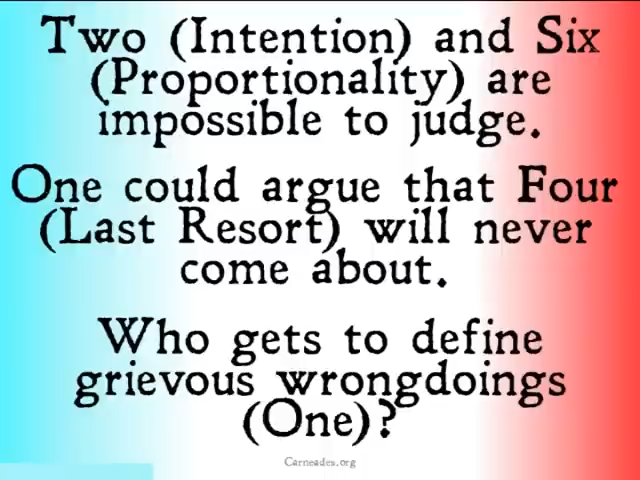 Two (Intention) and Six
(Proportionality) are
impossible to judge.
One could argue that Four
(Last Resort) will never
come about.
Who gets to define
grievous wrongdoings
(One)?
Carneades.org